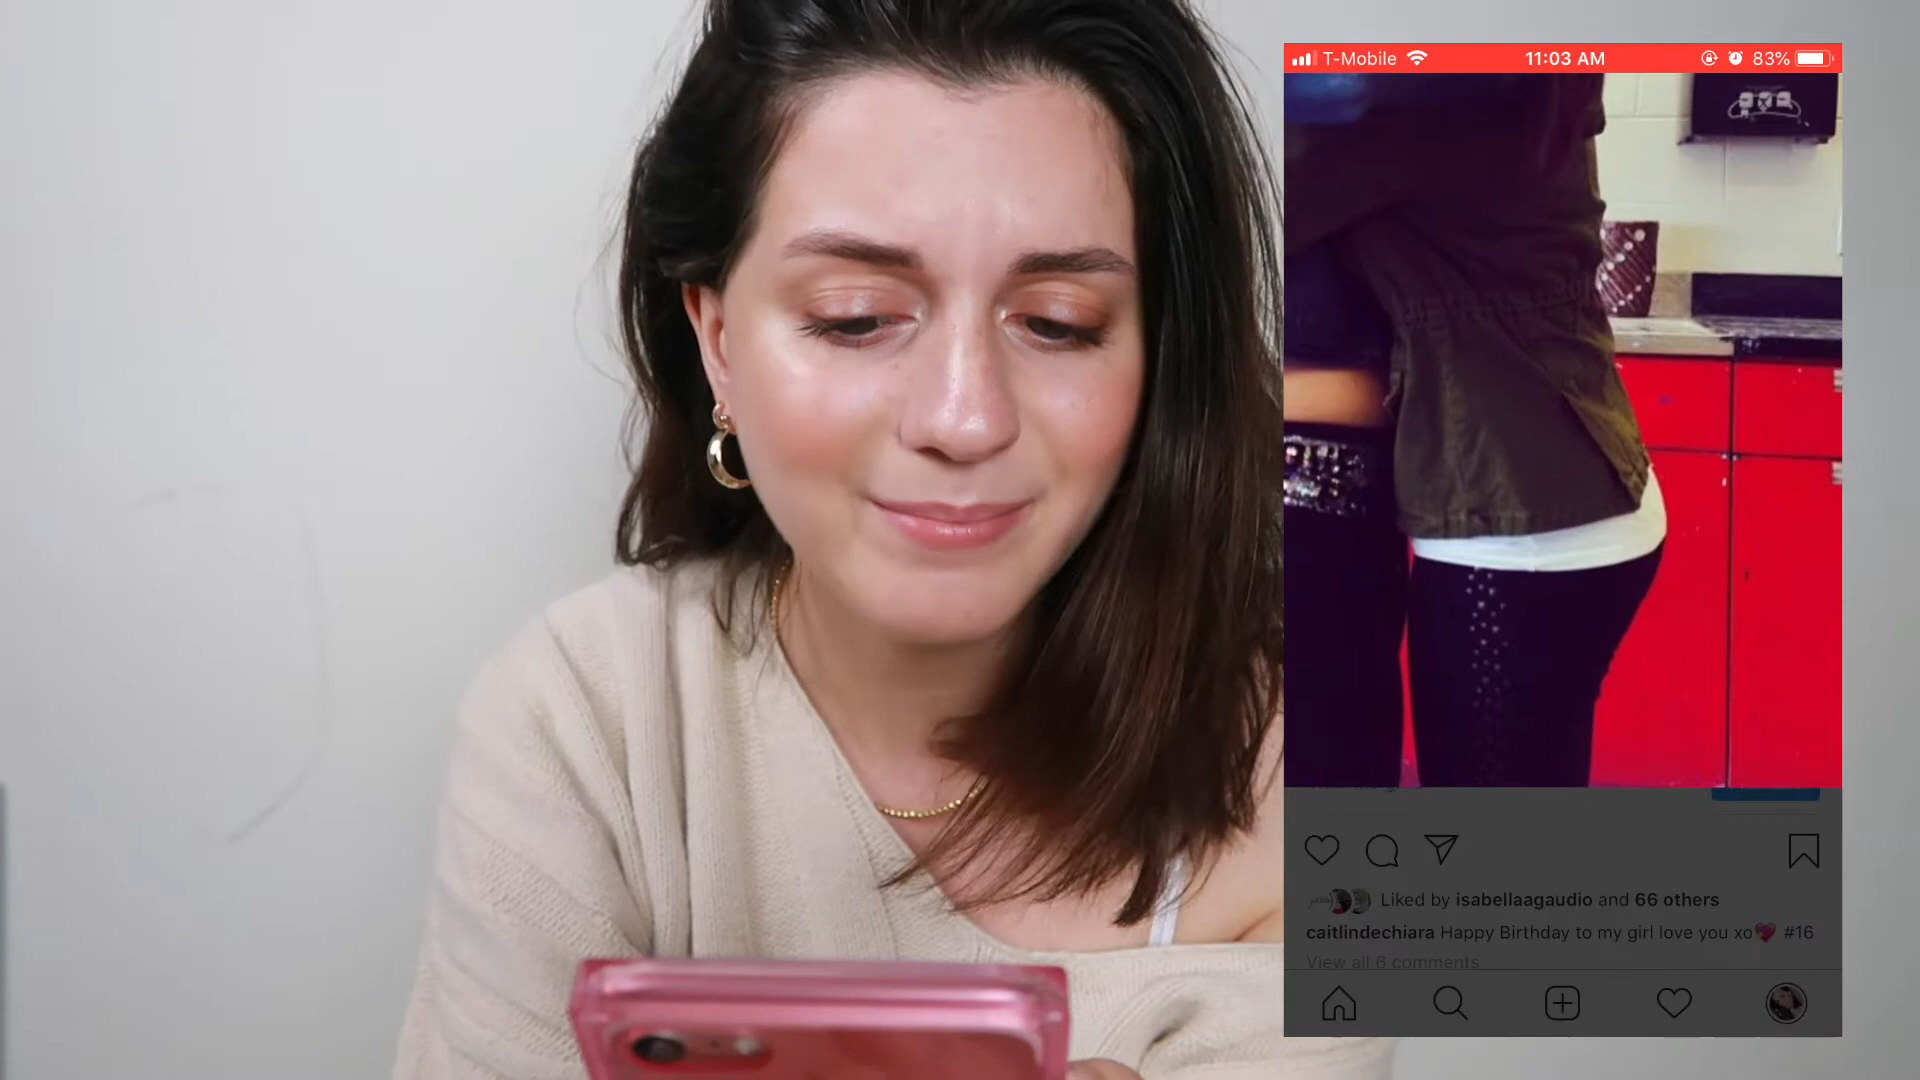 T-Mobile 11:03 AM 83%
Liked by isabellaagaudio and 66 others
caitlindechiara Happy Birthday to my girl love you xo💖 #16
View all 6 comments